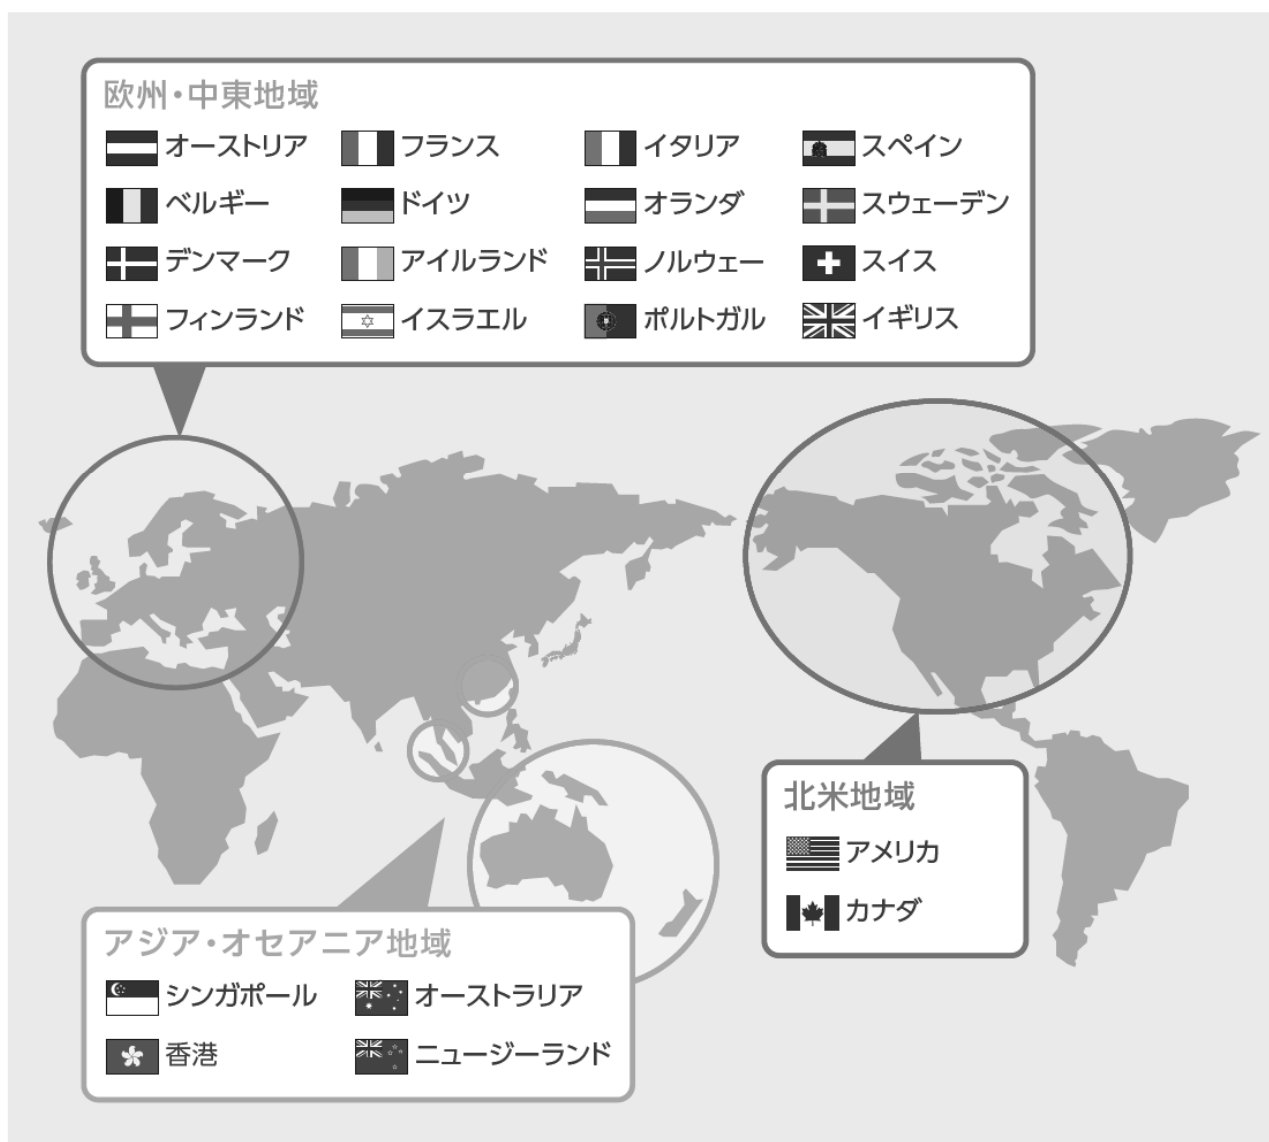 欧州・中東地域
オーストリア フランス イタリア スペイン
ベルギー ドイツ オランダ スウェーデン
デンマーク アイルランド ノルウェー スイス
フィンランド イスラエル ポルトガル イギリス
北米地域
アメリカ
カナダ
アジア・オセアニア地域
シンガポール オーストラリア
香港 ニュージーランド